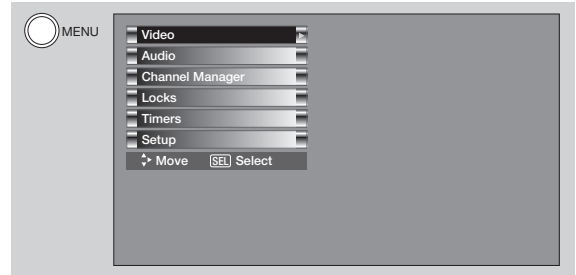 MENU
Video
Audio
Channel Manager
Locks
Timers
Setup
Move SEL Select